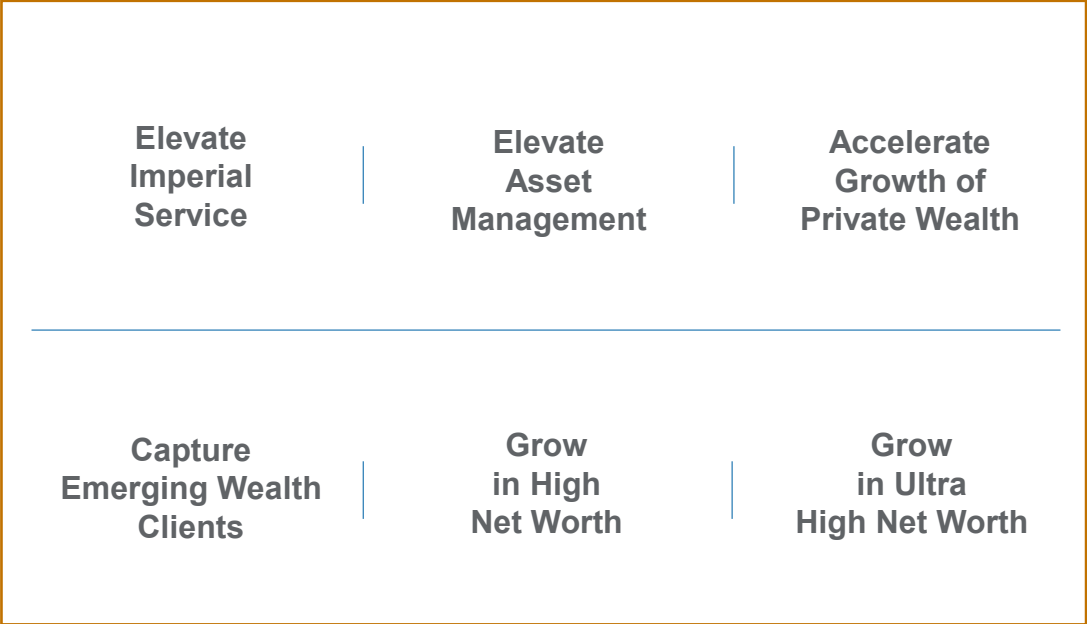 Elevate
Imperial
Service
Elevate
Asset
Management
Accelerate
Growth of
Private Wealth
Capture
Emerging Wealth
Clients
Grow
in High
Net Worth
Grow
in Ultra
High Net Worth